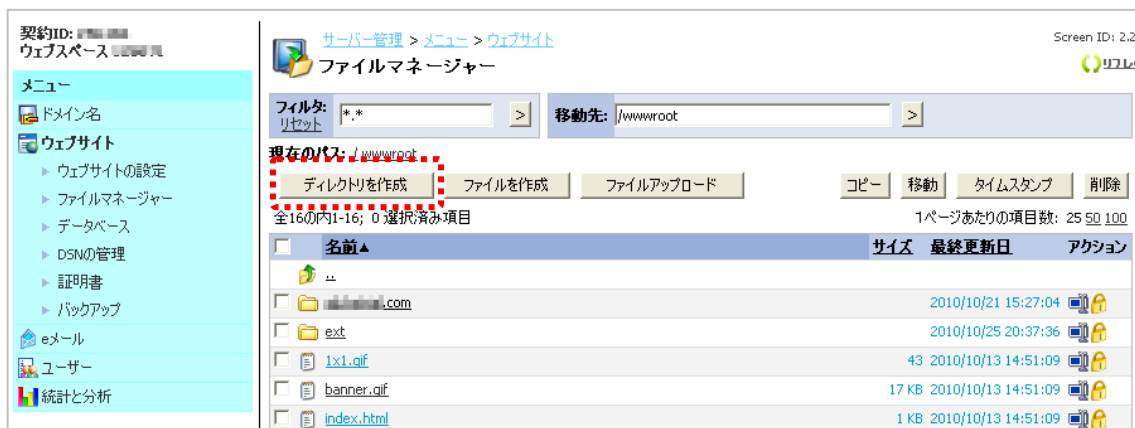 契約ID:
ウェブスペース
メニュー
ドメイン名
ウェブサイト
ウェブサイトの設定
ファイルマネージャー
データベース
DSNの管理
証明書
バックアップ
eメール
ユーザー
統計と分析
サーバー管理 > メニュー > ウェブサイト
Screen ID: 2.2
ファイルマネージャー
リフレ
フィルタ: *.* >
リセット
移動先: /wwwroot >
現在のパス: / wwwroot
ディレクトリを作成 ファイルを作成 ファイルアップロード コピー 移動 タイムスタンプ 削除
全16の内1-16; 0 選択済み項目 1ページあたりの項目数: 25 50 100
名前▲ サイズ 最終更新日 アクション
..
.com 2010/10/21 15:27:04
ext 2010/10/25 20:37:36
1x1.gif 43 2010/10/13 14:51:09
banner.gif 17 KB 2010/10/13 14:51:09
index.html 1 KB 2010/10/13 14:51:09